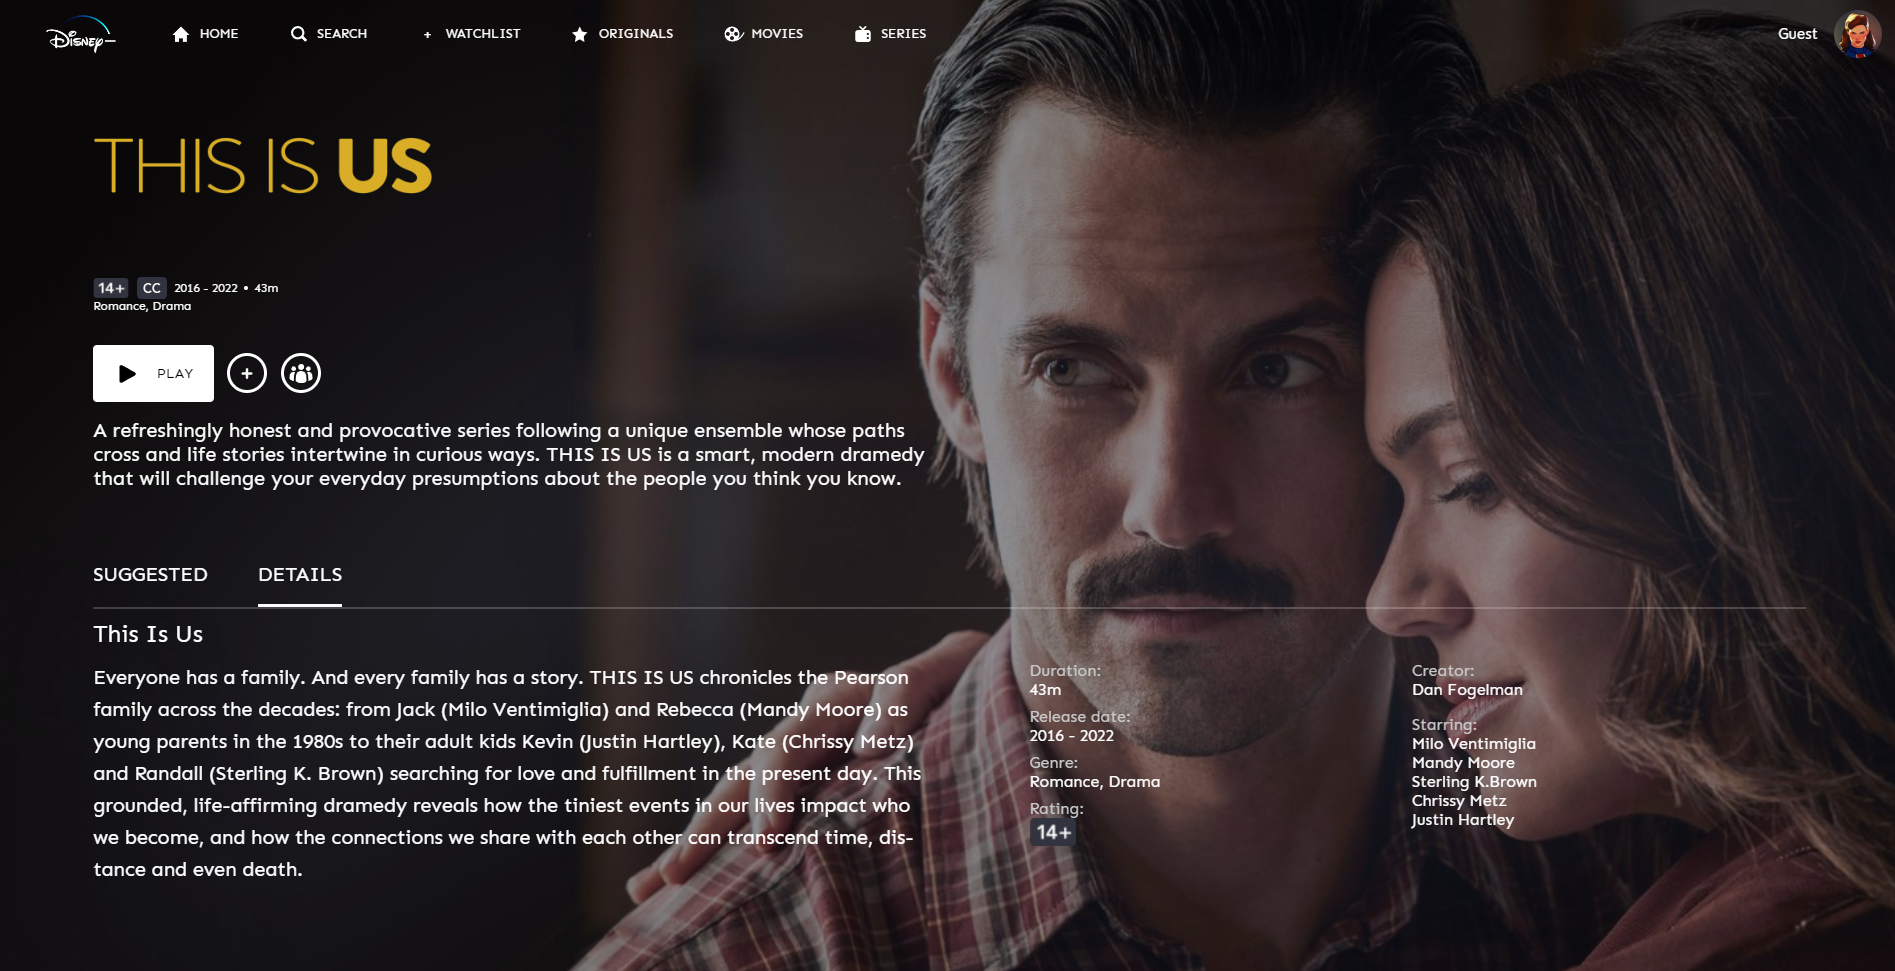 Disney
HOME
SEARCH
+ WATCHLIST
ORIGINALS
MOVIES
SERIES
Guest
THIS IS US
14+ CC 2016 - 2022 • 43m
Romance, Drama
PLAY
+
A refreshingly honest and provocative series following a unique ensemble whose paths
cross and life stories intertwine in curious ways. THIS IS US is a smart, modern dramedy
that will challenge your everyday presumptions about the people you think you know.
SUGGESTED
DETAILS
This Is Us
Everyone has a family. And every family has a story. THIS IS US chronicles the Pearson
family across the decades: from Jack (Milo Ventimiglia) and Rebecca (Mandy Moore) as
young parents in the 1980s to their adult kids Kevin (Justin Hartley), Kate (Chrissy Metz)
and Randall (Sterling K. Brown) searching for love and fulfillment in the present day. This
grounded, life-affirming dramedy reveals how the tiniest events in our lives impact who
we become, and how the connections we share with each other can transcend time, dis-
tance and even death.
Duration:
43m
Release date:
2016 - 2022
Genre:
Romance, Drama
Rating:
14+
Creator:
Dan Fogelman
Starring:
Milo Ventimiglia
Mandy Moore
Sterling K.Brown
Chrissy Metz
Justin Hartley